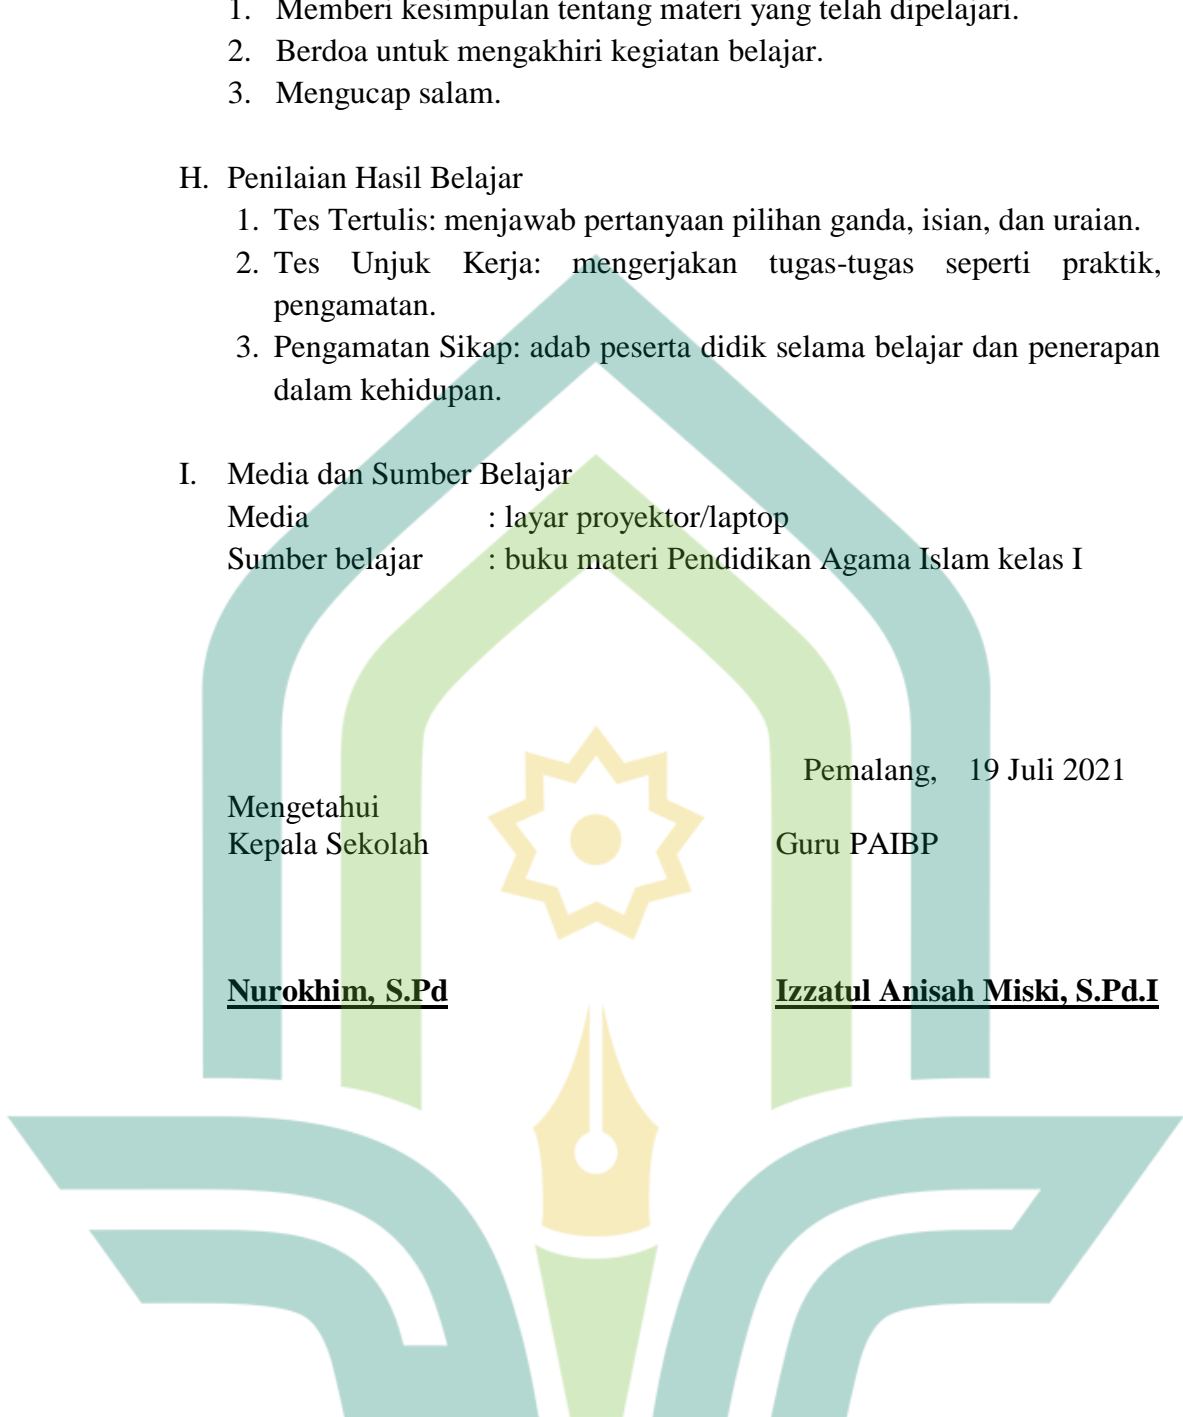 1. Memberi kesimpulan tentang materi yang telah dipelajari.
2. Berdoa untuk mengakhiri kegiatan belajar.
3. Mengucap salam.
H. Penilaian Hasil Belajar
1. Tes Tertulis: menjawab pertanyaan pilihan ganda, isian, dan uraian.
2. Tes Unjuk Kerja: mengerjakan tugas-tugas seperti praktik,
pengamatan.
3. Pengamatan Sikap: adab peserta didik selama belajar dan penerapan
dalam kehidupan.
I. Media dan Sumber Belajar
Media : layar proyektor/laptop
Sumber belajar : buku materi Pendidikan Agama Islam kelas I
Pemalang, 19 Juli 2021
Mengetahui
Kepala Sekolah Guru PAIBP
Nurokhim, S.Pd Izzatul Anisah Miski, S.Pd.I